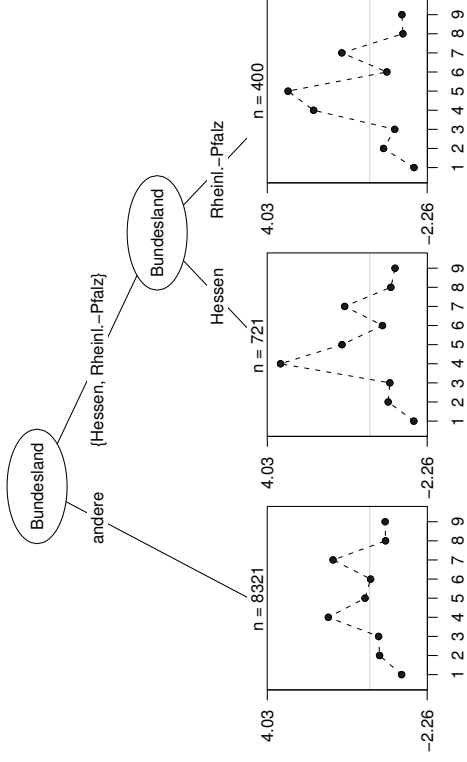 Bundesland
andere
{Hessen, Rheinl.−Pfalz}
Bundesland
Hessen
Rheinl.−Pfalz
n = 8321
4.03
−2.26
1 2 3 4 5 6 7 8 9
n = 721
4.03
−2.26
1 2 3 4 5 6 7 8 9
n = 400
4.03
−2.26
1 2 3 4 5 6 7 8 9